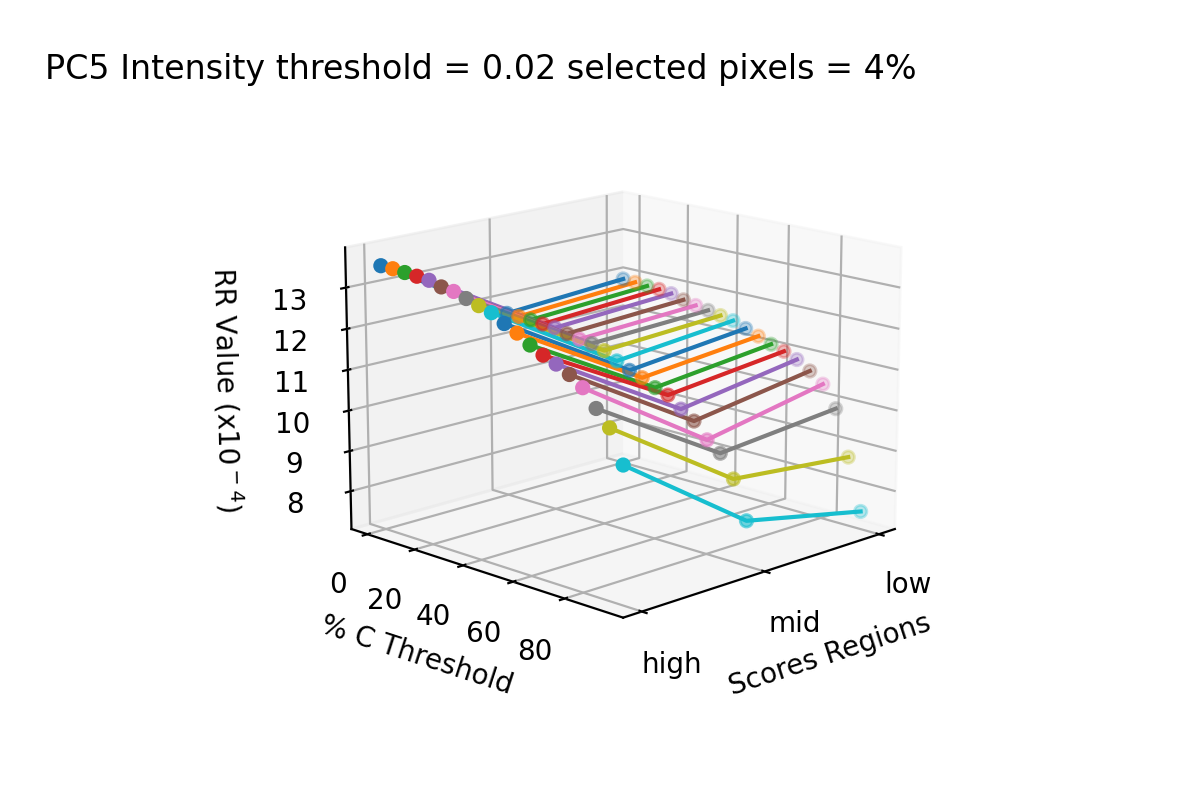 PC5 Intensity threshold = 0.02 selected pixels = 4%
RR Value (x10⁻⁴)
13
12
11
10
9
8
0
20
40
60
80
% C Threshold
high
mid
low
Scores Regions